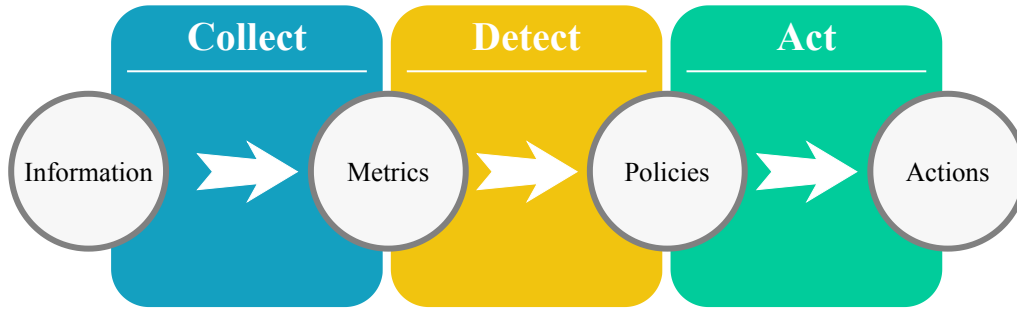 Collect
Detect
Act
Information
Metrics
Policies
Actions